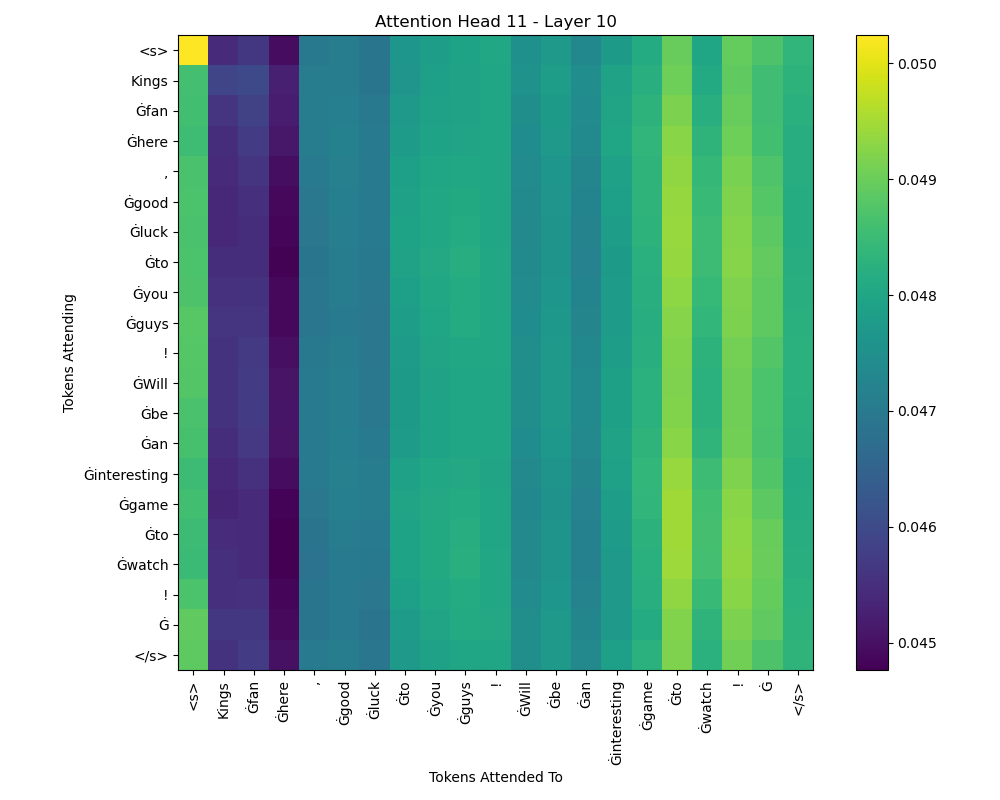 Attention Head 11 - Layer 10
Tokens Attending
<s>
Kings
Ġfan
Ġhere
,
Ġgood
Ġluck
Ġto
Ġyou
Ġguys
!
ĠWill
Ġbe
Ġan
Ġinteresting
Ġgame
Ġto
Ġwatch
!
Ġ
</s>
<s>
Kings
Ġfan
Ġhere
,
Ġgood
Ġluck
Ġto
Ġyou
Ġguys
!
ĠWill
Ġbe
Ġan
Ġinteresting
Ġgame
Ġto
Ġwatch
!
Ġ
</s>
Tokens Attended To
0.050
0.049
0.048
0.047
0.046
0.045